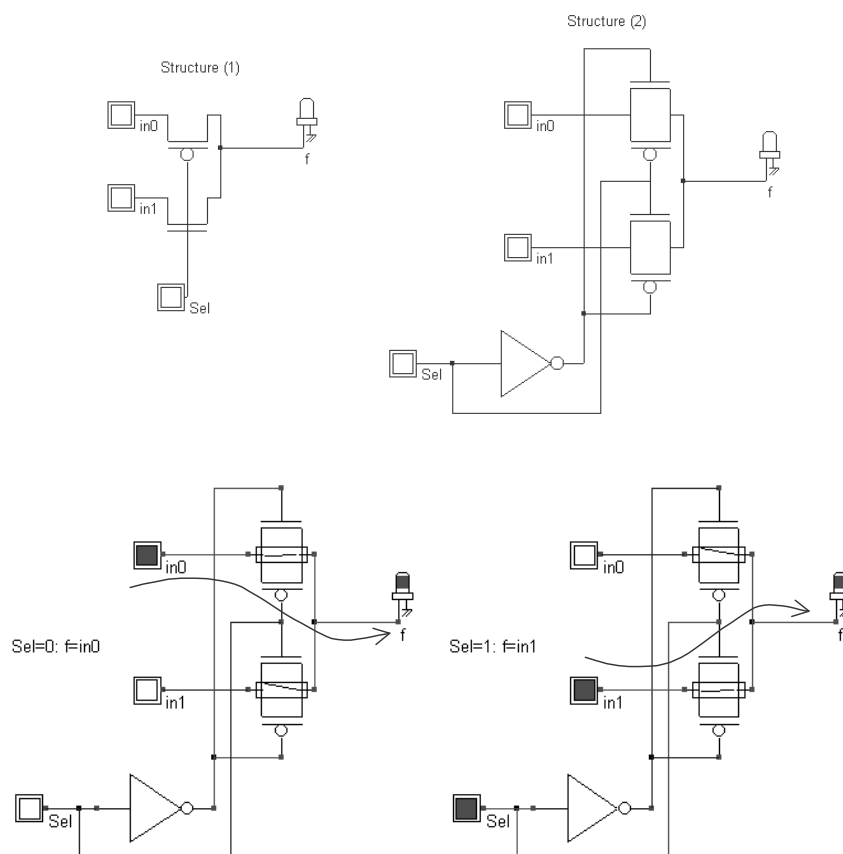 Structure (1)
in0
f
in1
Sel
Structure (2)
in0
f
in1
Sel
in0
f
Sel=0: f=in0
in1
Sel
in0
f
Sel=1: f=in1
in1
Sel